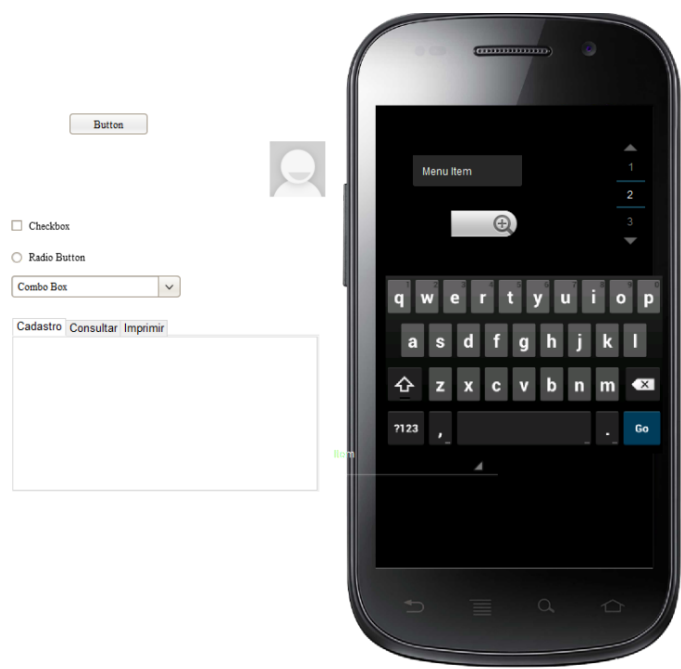 Button
Checkbox
Radio Button
Combo Box
Cadastro Consultar Imprimir
Menu Item
1
2
3
q w e r t y u i o p
a s d f g h j k l
z x c v b n m
?123 , . Go